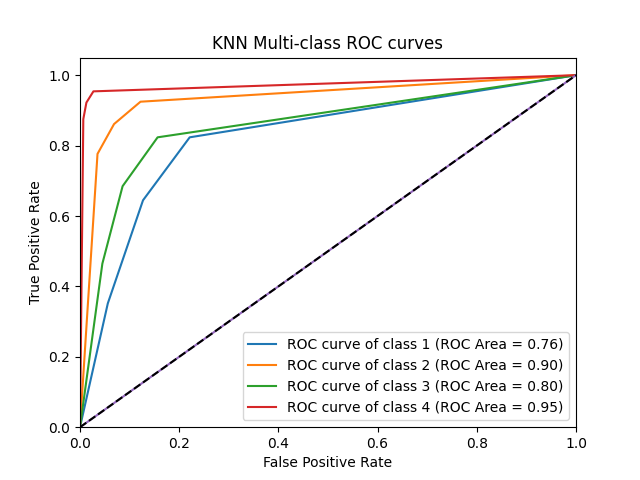 KNN Multi-class ROC curves
1.0
0.8
0.6
0.4
0.2
0.0
True Positive Rate
ROC curve of class 1 (ROC Area = 0.76)
ROC curve of class 2 (ROC Area = 0.90)
ROC curve of class 3 (ROC Area = 0.80)
ROC curve of class 4 (ROC Area = 0.95)
0.0 0.2 0.4 0.6 0.8 1.0
False Positive Rate